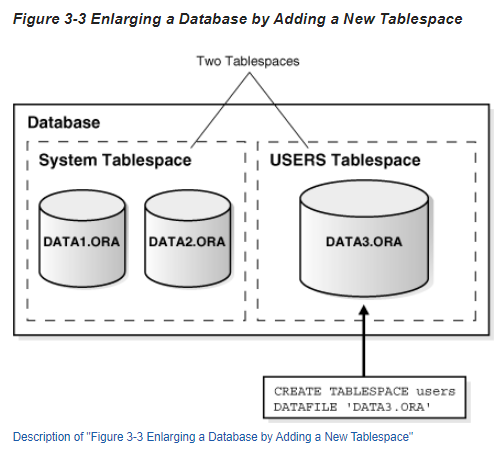 Figure 3-3 Enlarging a Database by Adding a New Tablespace
Two Tablespaces
Database
System Tablespace
USERS Tablespace
DATA1.ORA
DATA2.ORA
DATA3.ORA
CREATE TABLESPACE users
DATAFILE 'DATA3.ORA'
Description of "Figure 3-3 Enlarging a Database by Adding a New Tablespace"